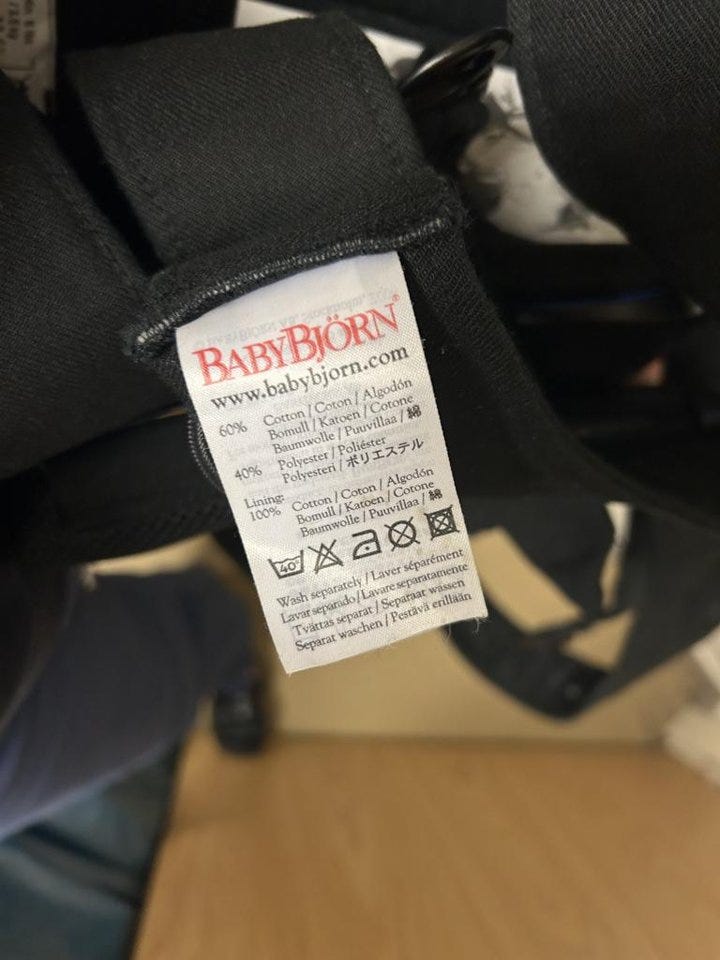 BABYBJÖRN®
www.babybjorn.com
60% Cotton / Coton / Algodón
Bomull / Katoen / Cotone
Baumwolle / Puuvillaa / 綿
40% Polyester / Poliéster
Polyesteri / ポリエステル
Lining: Cotton / Coton / Algodón
100% Bomull / Katoen / Cotone
Baumwolle / Puuvillaa / 綿
40°
Wash separately / Laver séparément
Lavar separado / Lavare separatamente
Tvättas separat / Separaat wassen
Separat waschen / Pestävä erillään